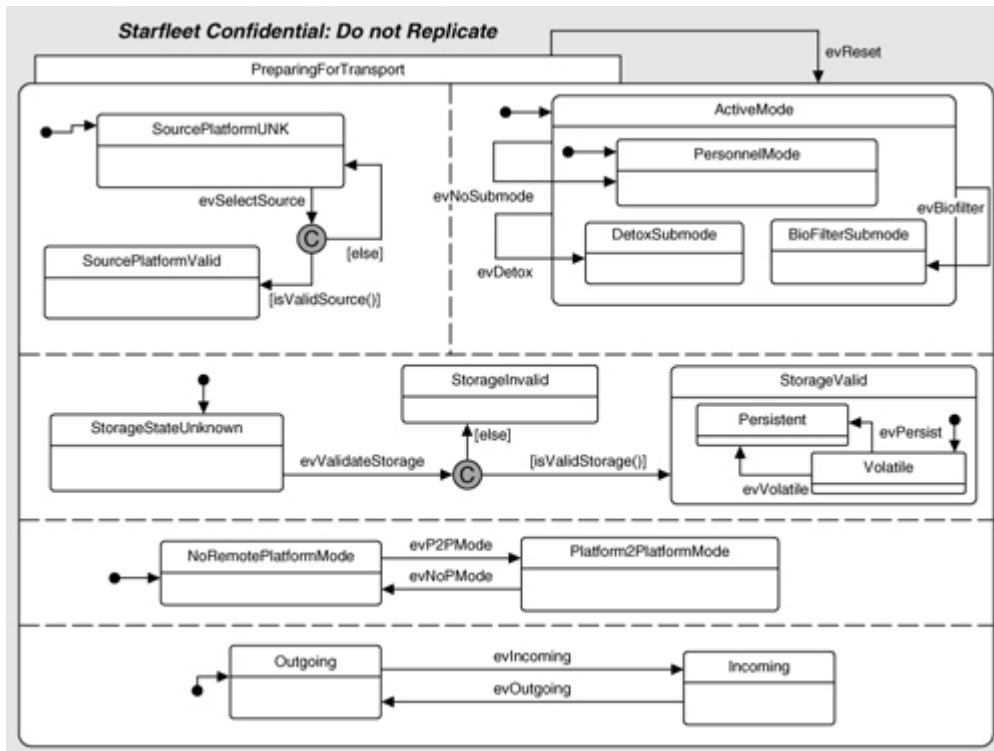 Starfleet Confidential: Do not Replicate
evReset
PreparingForTransport
SourcePlatformUNK
evSelectSource
C
[else]
SourcePlatformValid
[isValidSource()]
ActiveMode
PersonnelMode
evNoSubmode
evBiofilter
DetoxSubmode
BioFilterSubmode
evDetox
StorageInvalid
StorageValid
StorageStateUnknown
[else]
Persistent
evPersist
evValidateStorage
C
[isValidStorage()]
Volatile
evVolatile
NoRemotePlatformMode
evP2PMode
evNoPMode
Platform2PlatformMode
Outgoing
evIncoming
evOutgoing
Incoming